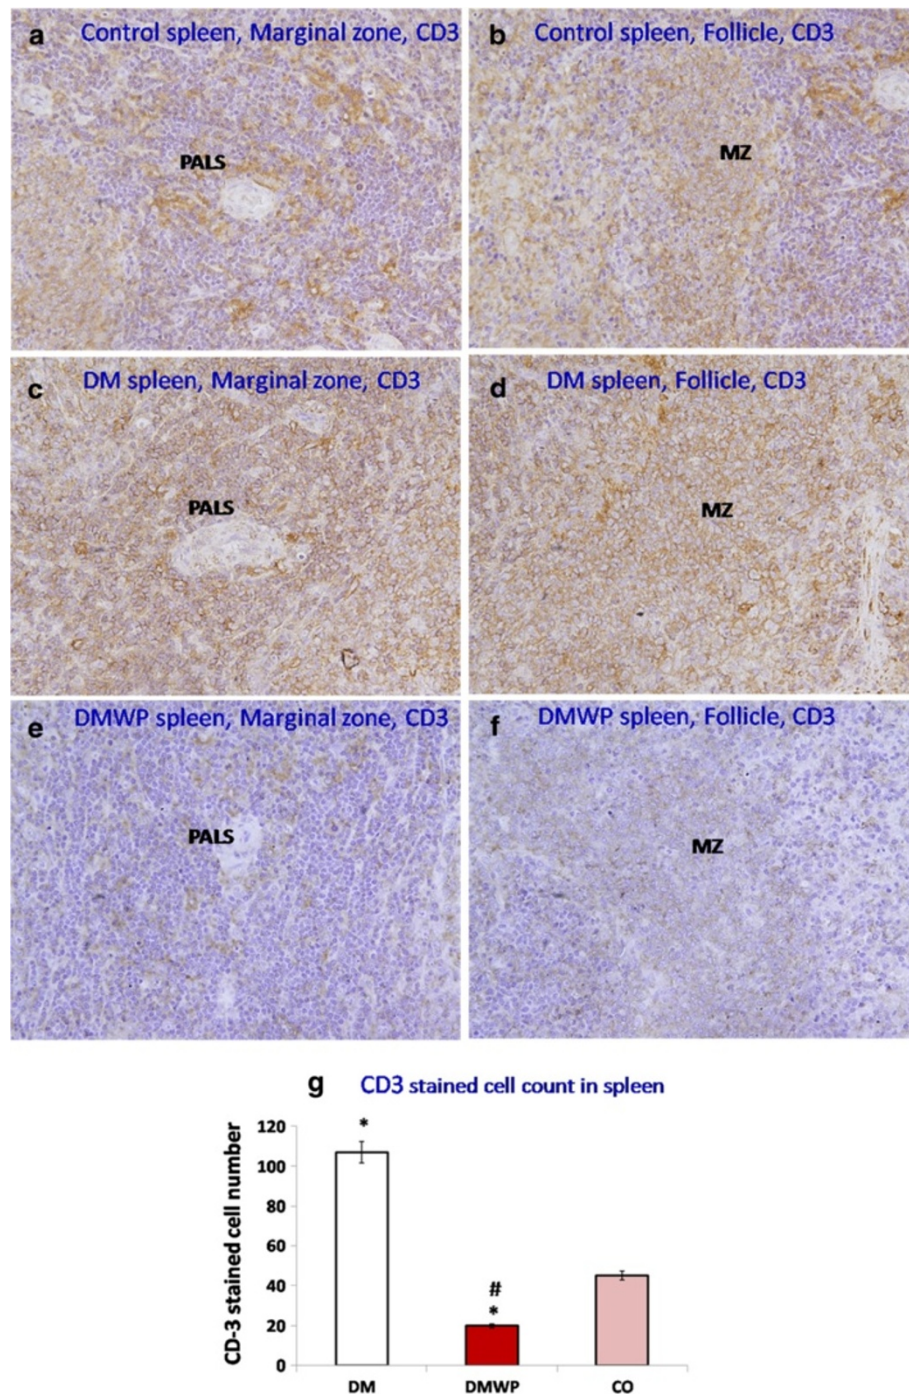 a Control spleen, Marginal zone, CD3
b Control spleen, Follicle, CD3
PALS
MZ
c DM spleen, Marginal zone, CD3
d DM spleen, Follicle, CD3
PALS
MZ
e DMWP spleen, Marginal zone, CD3
f DMWP spleen, Follicle, CD3
PALS
MZ
g CD3 stained cell count in spleen
CD-3 stained cell number
120
100
80
60
40
20
0
*
#
*
DM DMWP CO